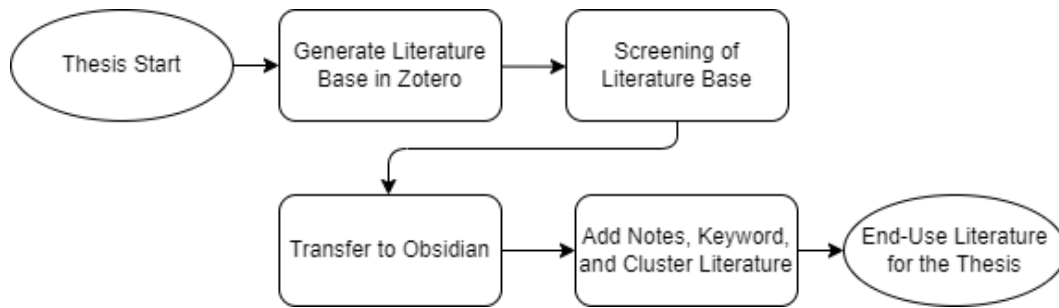 Thesis Start
Generate Literature
Base in Zotero
Screening of
Literature Base
Transfer to Obsidian
Add Notes, Keyword,
and Cluster Literature
End-Use Literature
for the Thesis